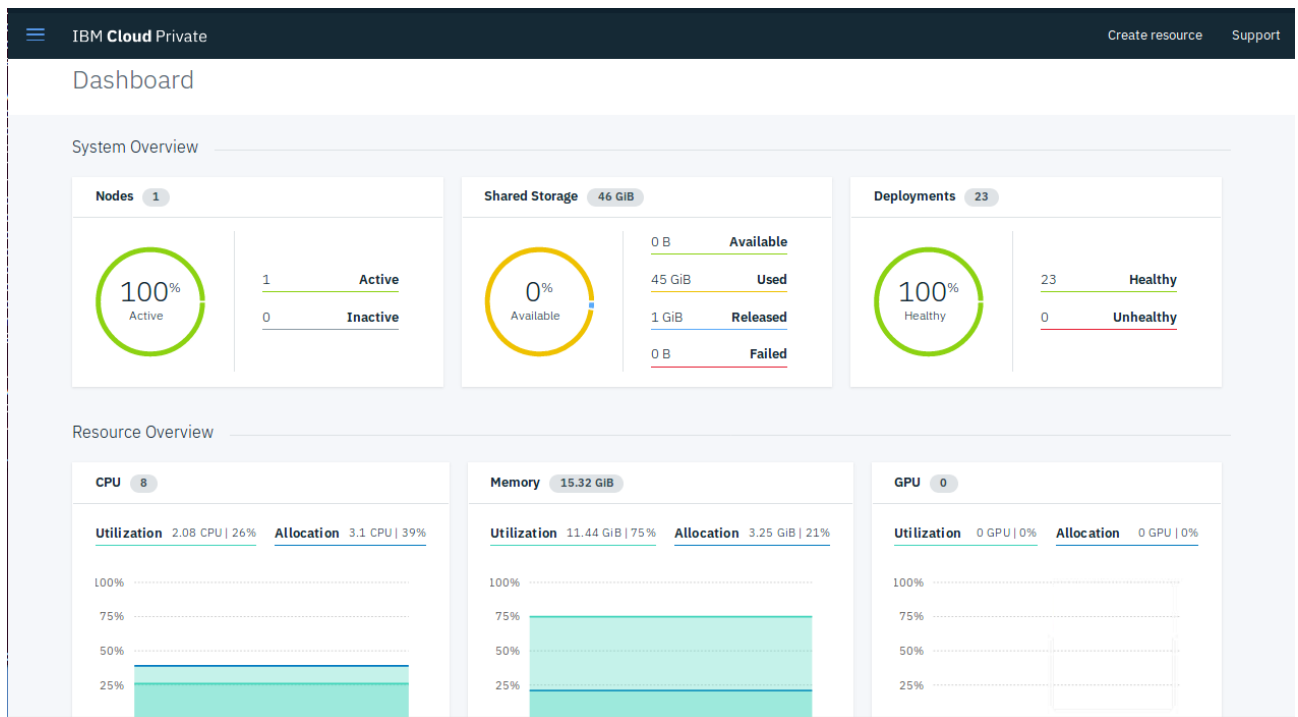 IBM Cloud Private
Create resource
Support
Dashboard
System Overview
Nodes 1
100%
Active
1 Active
0 Inactive
Shared Storage 46 GiB
0%
Available
0 B Available
45 GiB Used
1 GiB Released
0 B Failed
Deployments 23
100%
Healthy
23 Healthy
0 Unhealthy
Resource Overview
CPU 8
Utilization 2.08 CPU | 26% Allocation 3.1 CPU | 39%
100%
75%
50%
25%
Memory 15.32 GiB
Utilization 11.44 GiB | 75% Allocation 3.25 GiB | 21%
100%
75%
50%
25%
GPU 0
Utilization 0 GPU | 0% Allocation 0 GPU | 0%
100%
75%
50%
25%